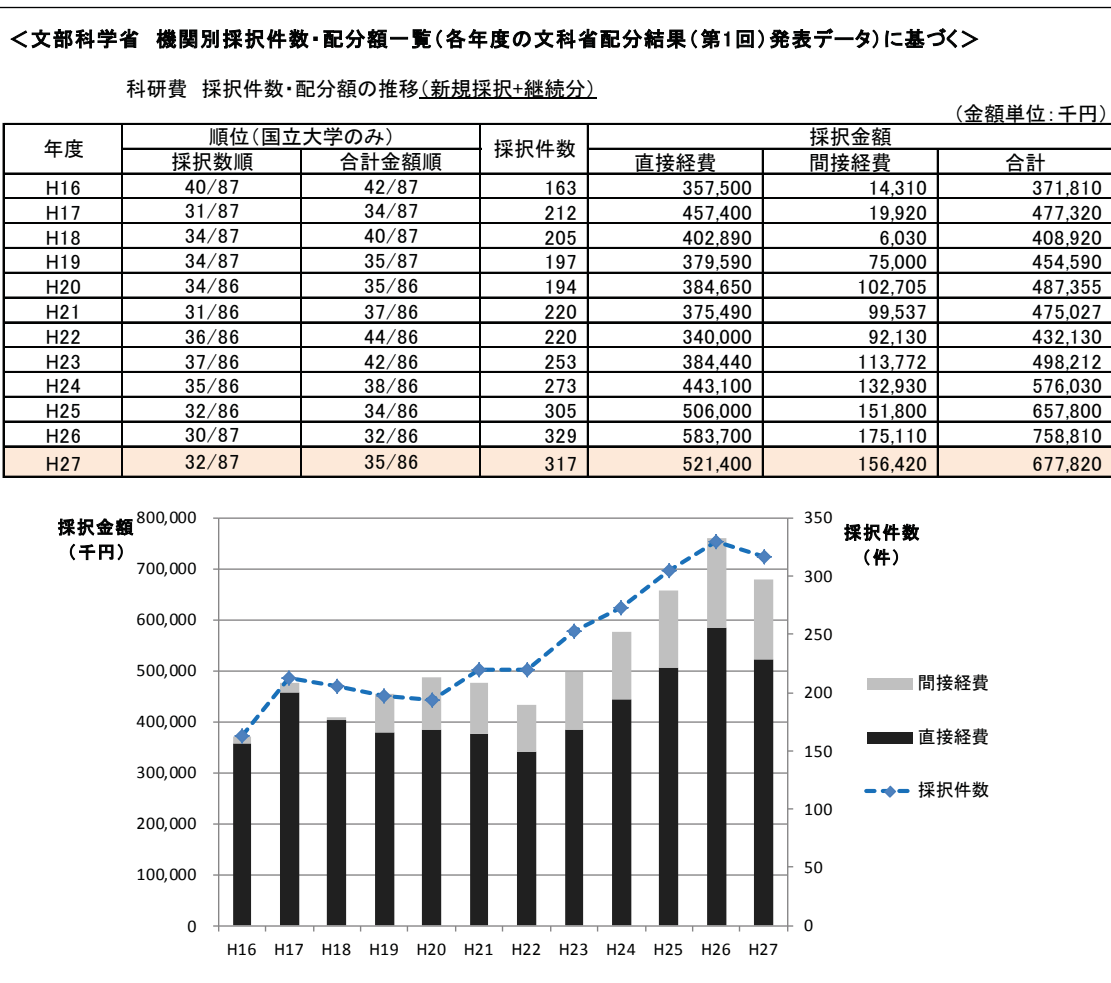 ＜文部科学省 機関別採択件数・配分額一覧（各年度の文科省配分結果（第1回）発表データ）に基づく＞
科研費 採択件数・配分額の推移（新規採択+継続分）
（金額単位：千円）
年度 順位（国立大学のみ） 採択件数 採択金額
採択数順 合計金額順 直接経費 間接経費 合計
H16 40/87 42/87 163 357,500 14,310 371,810
H17 31/87 34/87 212 457,400 19,920 477,320
H18 34/87 40/87 205 402,890 6,030 408,920
H19 34/87 35/87 197 379,590 75,000 454,590
H20 34/86 35/86 194 384,650 102,705 487,355
H21 31/86 37/86 220 375,490 99,537 475,027
H22 36/86 44/86 220 340,000 92,130 432,130
H23 37/86 42/86 253 384,440 113,772 498,212
H24 35/86 38/86 273 443,100 132,930 576,030
H25 32/86 34/86 305 506,000 151,800 657,800
H26 30/87 32/86 329 583,700 175,110 758,810
H27 32/87 35/86 317 521,400 156,420 677,820
採択金額
（千円）
800,000
700,000
600,000
500,000
400,000
300,000
200,000
100,000
0
350
300
250
200
150
100
50
0
採択件数
（件）
間接経費
直接経費
採択件数
H16 H17 H18 H19 H20 H21 H22 H23 H24 H25 H26 H27